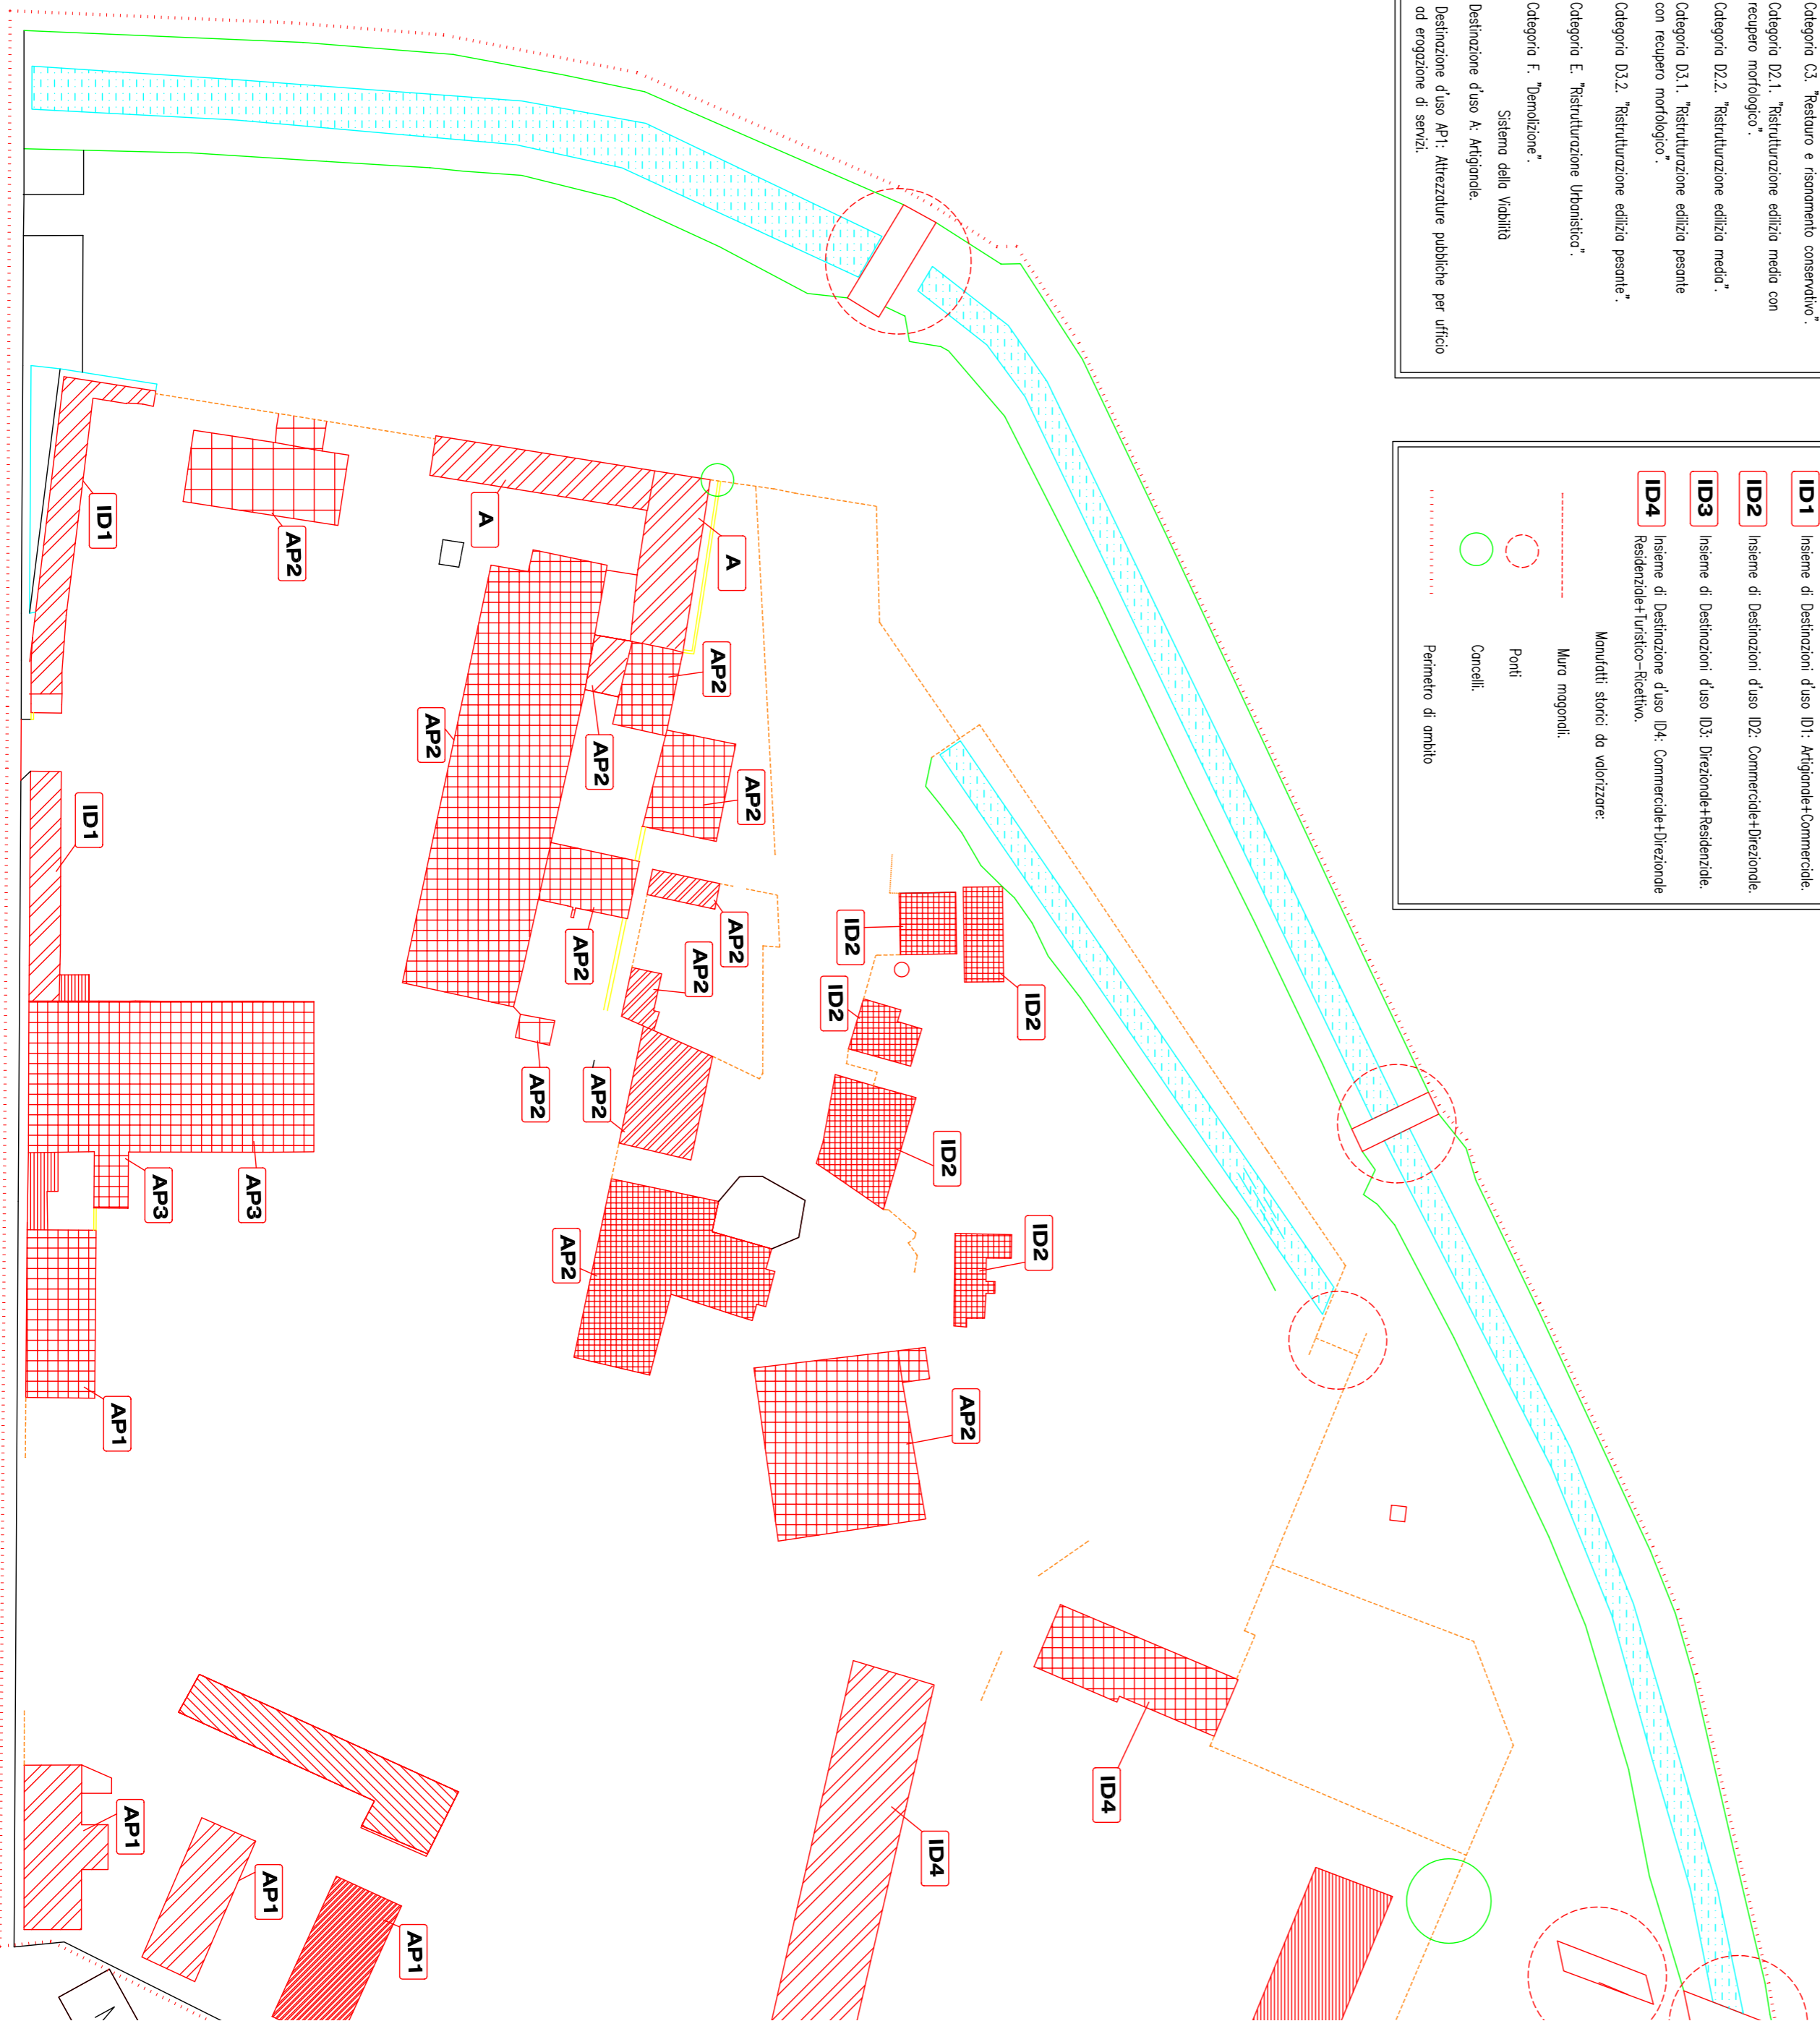 Categoria C3. "Restauro e risanamento conservativo".
Categoria D2.1. "Ristrutturazione edilizia media con
recupero morfologico".
Categoria D2.2. "Ristrutturazione edilizia media".
Categoria D3.1. "Ristrutturazione edilizia pesante
con recupero morfologico".
Categoria D3.2. "Ristrutturazione edilizia pesante".
Categoria E. "Ristrutturazione Urbanistica".
Categoria F. "Demolizione".
Sistema della Viabilità
Destinazione d'uso A: Artigianale.
Destinazione d'uso AP1: Attrezzature pubbliche per ufficio
ad erogazione di servizi.
ID1 Insieme di Destinazioni d'uso ID1: Artigianale+Commerciale.
ID2 Insieme di Destinazioni d'uso ID2: Commerciale+Direzionale.
ID3 Insieme di Destinazioni d'uso ID3: Direzionale+Residenziale.
ID4 Insieme di Destinazione d'uso ID4: Commerciale+Direzionale
Residenziale+Turistico-Ricettivo.
Manufatti storici da valorizzare:
Mura magonali.
Ponti
Cancelli.
Perimetro di ambito
ID2
ID2
ID2
ID2
ID2
AP2
ID4
ID4
A
A
AP2
AP2
AP2
AP2
AP2
AP2
AP2
AP2
AP2
AP2
AP2
ID1
ID1
AP3
AP3
AP1
AP1
AP1
AP1